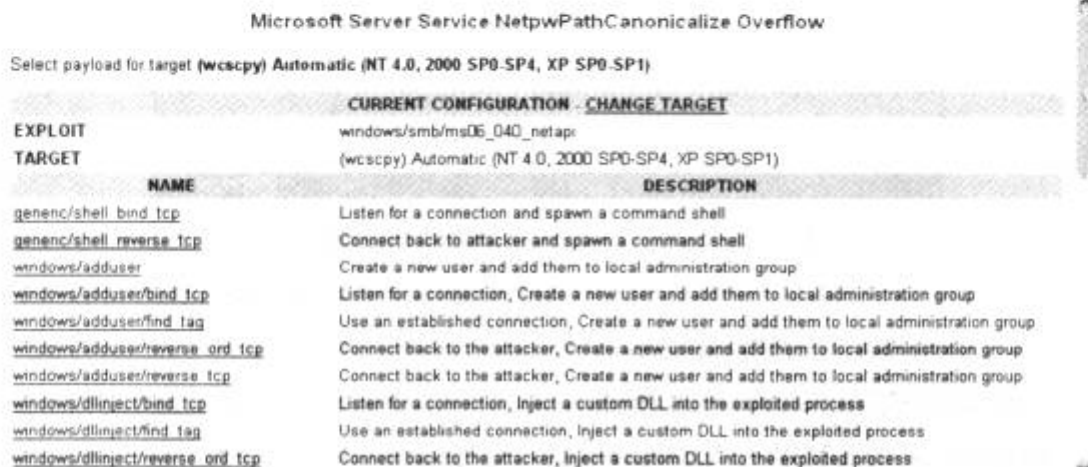 Microsoft Server Service NetpwPathCanonicalize Overflow
Select payload for target (wcscpy) Automatic (NT 4.0, 2000 SP0-SP4, XP SP0-SP1)
CURRENT CONFIGURATION - CHANGE TARGET
EXPLOIT windows/smb/ms06_040_netapi
TARGET (wcscpy) Automatic (NT 4.0, 2000 SP0-SP4, XP SP0-SP1)
NAME DESCRIPTION
generic/shell_bind_tcp Listen for a connection and spawn a command shell
generic/shell_reverse_tcp Connect back to attacker and spawn a command shell
windows/adduser Create a new user and add them to local administration group
windows/adduser/bind_tcp Listen for a connection, Create a new user and add them to local administration group
windows/adduser/find_tag Use an established connection, Create a new user and add them to local administration group
windows/adduser/reverse_ord_tcp Connect back to the attacker, Create a new user and add them to local administration group
windows/adduser/reverse_tcp Connect back to the attacker, Create a new user and add them to local administration group
windows/dllinject/bind_tcp Listen for a connection, Inject a custom DLL into the exploited process
windows/dllinject/find_tag Use an established connection, Inject a custom DLL into the exploited process
windows/dllinject/reverse_ord_tcp Connect back to the attacker, Inject a custom DLL into the exploited process